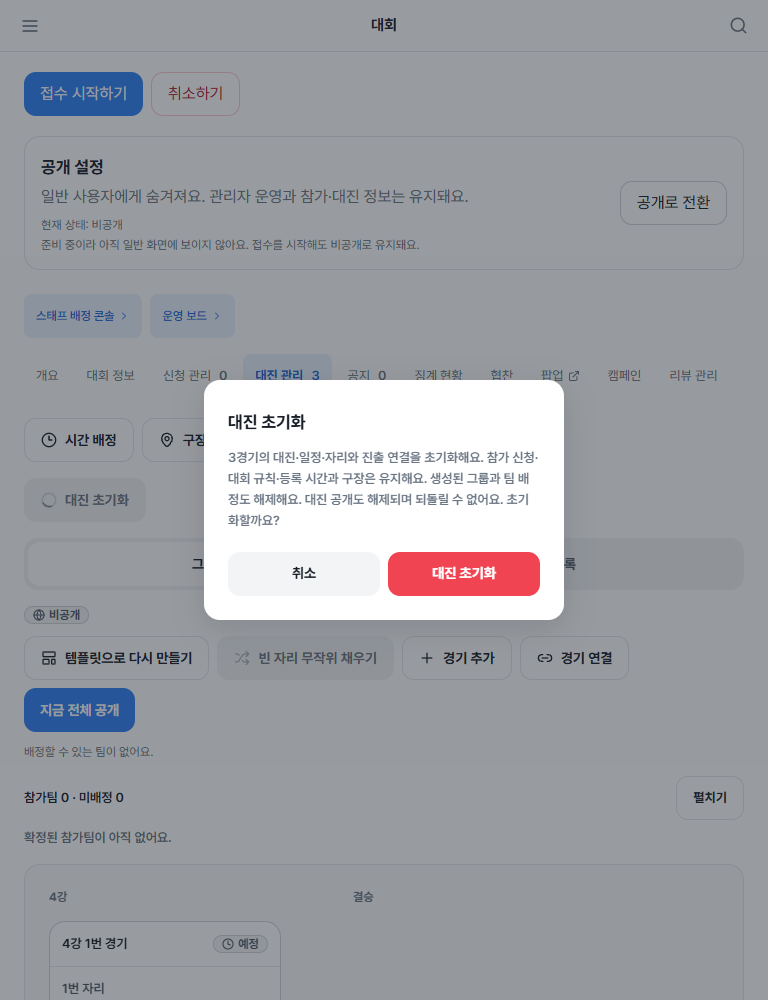 대회
접수 시작하기
취소하기
공개 설정
일반 사용자에게 숨겨져요. 관리자 운영과 참가·대진 정보는 유지돼요.
현재 상태: 비공개
준비 중이라 아직 일반 화면에 보이지 않아요. 접수를 시작해도 비공개로 유지돼요.
공개로 전환
스태프 배정 콘솔
운영 보드
개요 대회 정보 신청 관리 0 대진 관리 3 공지 0 징계 현황 협찬 팝업 캠페인 리뷰 관리
시간 배정
구장
대진 초기화
대진 초기화
3경기의 대진·일정·자리와 진출 연결을 초기화해요. 참가 신청·
대회 규칙·등록 시간과 구장은 유지해요. 생성된 그룹과 팀 배
정도 해제해요. 대진 공개도 해제되며 되돌릴 수 없어요. 초기
화할까요?
취소
대진 초기화
그
록
비공개
템플릿으로 다시 만들기
빈 자리 무작위 채우기
경기 추가
경기 연결
지금 전체 공개
배정할 수 있는 팀이 없어요.
참가팀 0 · 미배정 0
펼치기
확정된 참가팀이 아직 없어요.
4강
결승
4강 1번 경기
예정
1번 자리